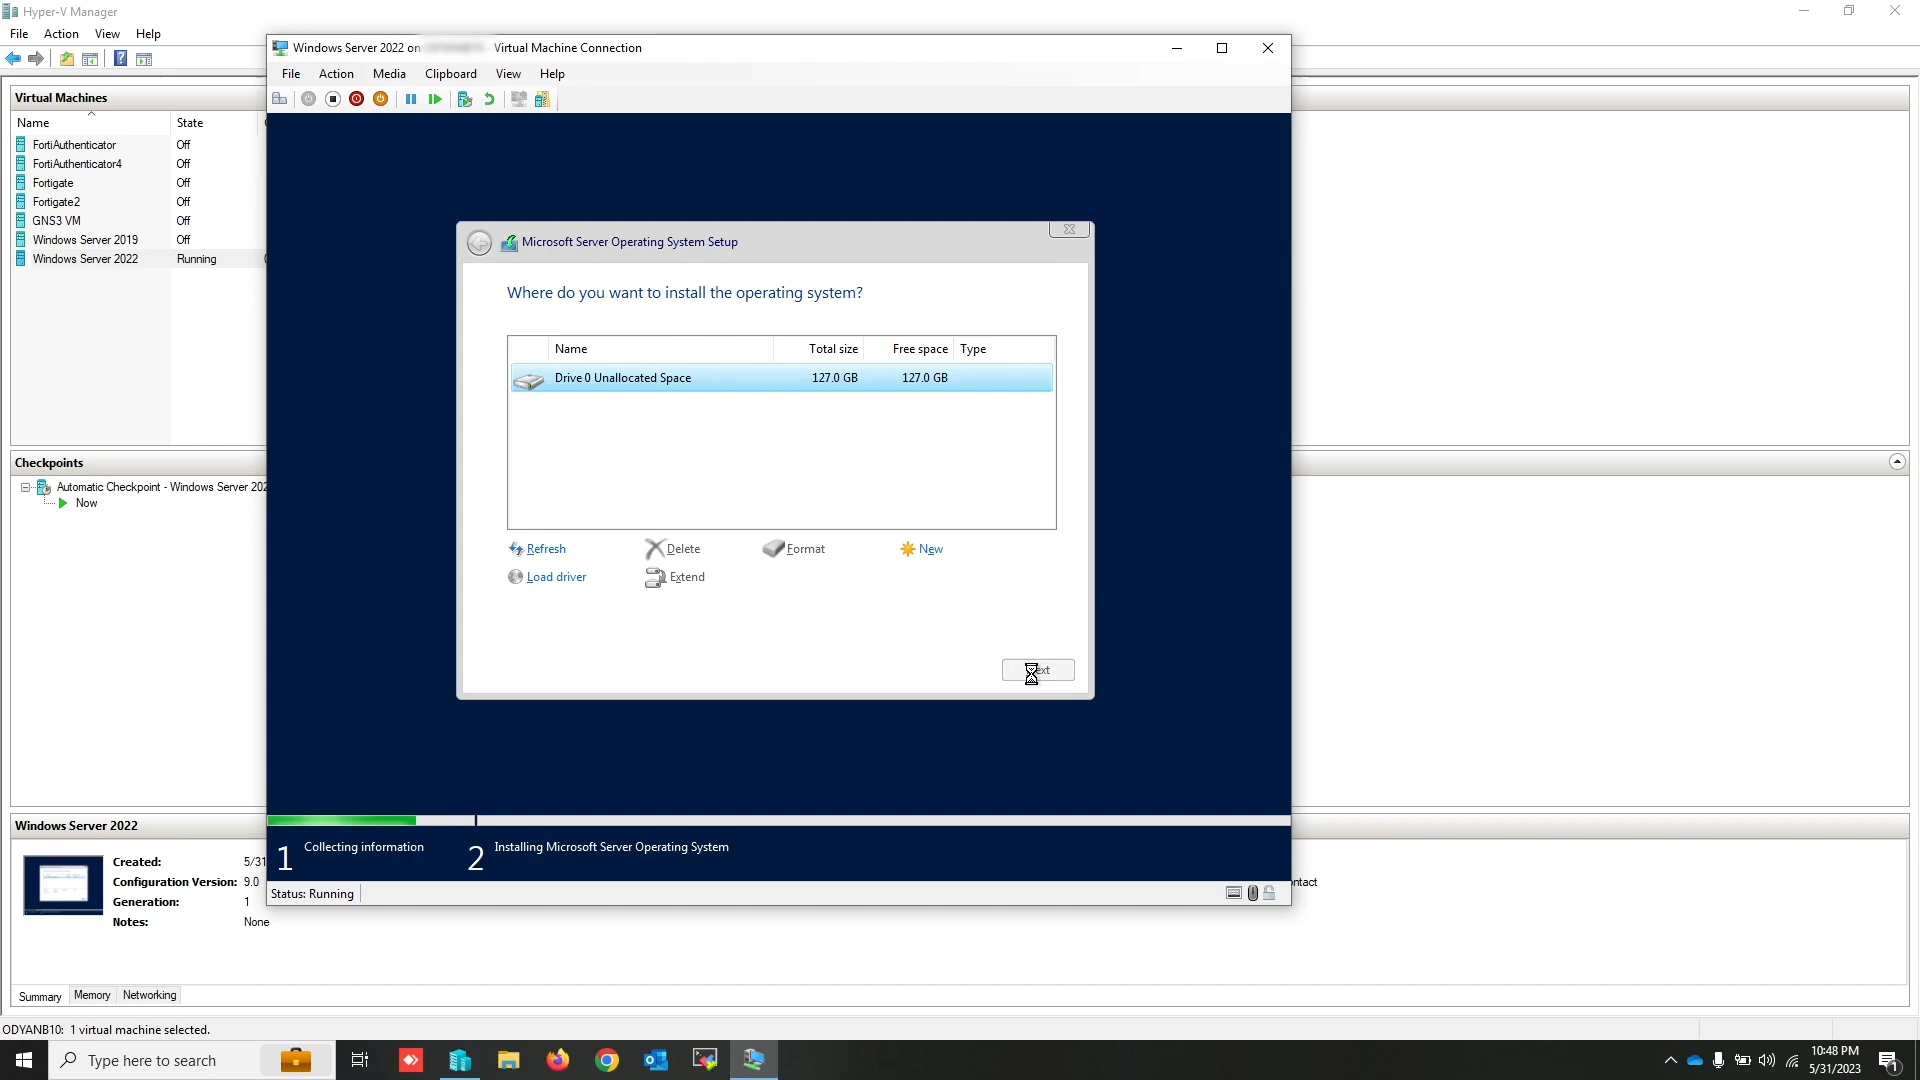 Hyper-V Manager
File Action View Help
Virtual Machines
Name State
FortiAuthenticator Off
FortiAuthenticator4 Off
Fortigate Off
Fortigate2 Off
GNS3 VM Off
Windows Server 2019 Off
Windows Server 2022 Running
Checkpoints
Automatic Checkpoint - Windows Server 202
Now
Windows Server 2022
Created: 5/31
Configuration Version: 9.0
Generation: 1
Notes: None
ntact
Summary Memory Networking
ODYANB10: 1 virtual machine selected.
Windows Server 2022 on - Virtual Machine Connection
File Action Media Clipboard View Help
Microsoft Server Operating System Setup
Where do you want to install the operating system?
Name Total size Free space Type
Drive 0 Unallocated Space 127.0 GB 127.0 GB
Refresh Delete Format New
Load driver Extend
1 Collecting information 2 Installing Microsoft Server Operating System
Status: Running
Type here to search
10:48 PM
5/31/2023
1